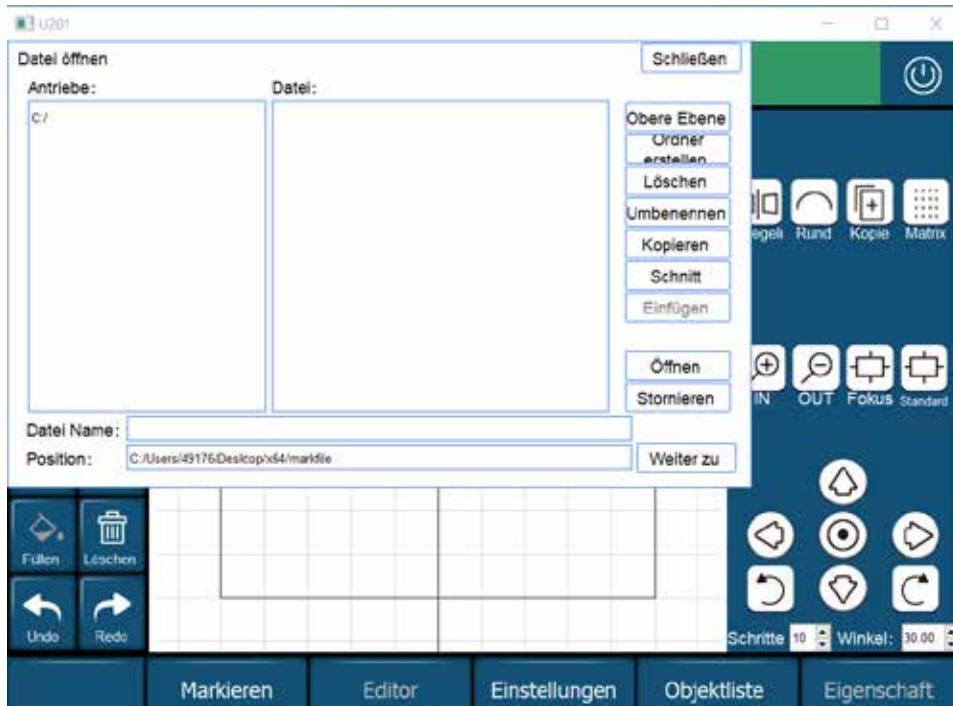 U201
Datei öffnen
Schließen
Antriebe:
Datei:
C:/
Obere Ebene
Ordner
erstellen
Löschen
Umbenennen
Kopieren
Schnitt
Einfügen
Öffnen
Stornieren
Datei Name:
Position: C:/Users/49176/Desktop/x64/markfile Weiter zu
egeli Rund Kopie Matrix
IN OUT Fokus Standard
Füllen Löschen
Undo Redo
Schritte 10 Winkel: 30.00
Markieren Editor Einstellungen Objektliste Eigenschaft